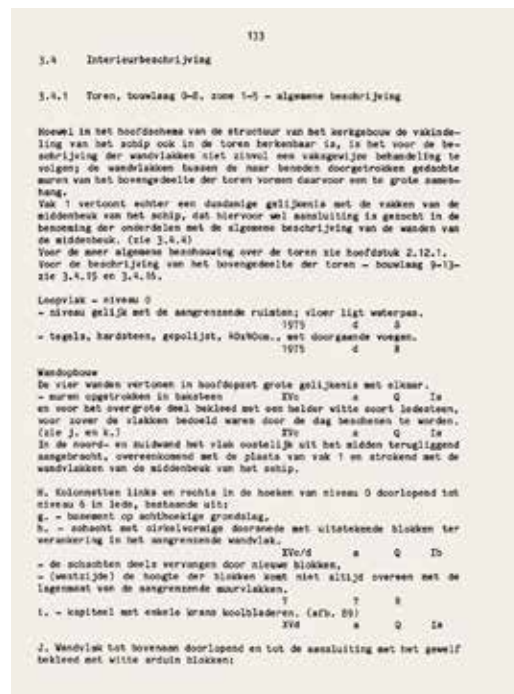 133
3.4 Interieurbeschrijving
3.4.1 Toren, bouwlaag 0-8, zone 1-5 - algemene beschrijving
Hoewel in het hoofdschema van de structuur van het kerkgebouw de vakinde-
ling van het schip ook in de toren herkenbaar is, is het voor de be-
schrijving der wandvlakken niet zinvol een vaksgewijze behandeling te
volgen; de wandvlakken tussen de naar beneden doorgetrokken gedachte
muren van het bovengedeelte der toren vormen daarvoor een te grote samen-
hang.
Vak 1 vertoont echter een dusdanige gelijkenis met de vakken van de
middenbeuk van het schip, dat hiervoor wel aansluiting is gezocht in de
benoeming der onderdelen met de algemene beschrijving van de wanden van
de middenbeuk. (zie 3.4.4)
Voor de meer algemene beschouwing over de toren zie hoofdstuk 2.12.1.
Voor de beschrijving van het bovengedeelte der toren - bouwlaag 9-13-
zie 3.4.15 en 3.4.16.
Loopvlak - niveau 0
- niveau gelijk met de aangrenzende ruimten; vloer ligt waterpas.
1975 d 8
- tegels, hardsteen, gepolijst, 40x40cm., met doorgaande voegen.
1975 d 8
Wandopbouw
De vier wanden vertonen in hoofdopzet grote gelijkenis met elkaar.
- muren opgetrokken in baksteen XVc a Q Ia
en voor het overgrote deel bekleed met een helder witte soort ledesteen,
voor zover de vlakken bedoeld waren door de dag beschenen te worden.
(zie j. en k.) XVc a Q Ia
In de noord- en zuidwand het vlak oostelijk uit het midden terugliggend
aangebracht, overeenkomend met de plaats van vak 1 en strokend met de
wandvlakken van de middenbeuk van het schip.
H. Kolonnetten links en rechts in de hoeken van niveau 0 doorlopend tot
niveau 6 in lede, bestaande uit:
g. - basement op achthoekige grondslag,
h. - schacht met cirkelvormige doorsnede met uitstekende blokken ter
verankering in het aangrenzende wandvlak.
XVc/d a Q Ib
- de schachten deels vervangen door nieuwe blokken,
- (westzijde) de hoogte der blokken komt niet altijd overeen met de
lagenmaat van de aangrenzende muurvlakken.
? ? 8
i. - kapiteel met enkele krans koolbladeren. (afb. 89)
XVd a Q Ia
J. Wandvlak tot bovenaan doorlopend en tot de aansluiting met het gewelf
bekleed met witte arduin blokken: